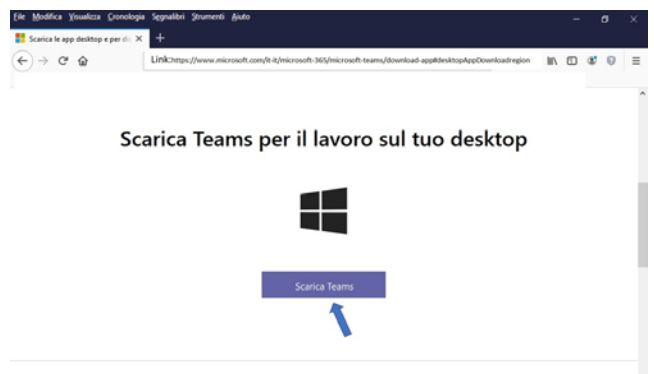 File Modifica Visualizza Cronologia Segnalibri Strumenti Aiuto
Scarica le app desktop e per di
Link:https://www.microsoft.com/it-it/microsoft-365/microsoft-teams/download-app#desktopAppDownloadregion
Scarica Teams per il lavoro sul tuo desktop
Scarica Teams